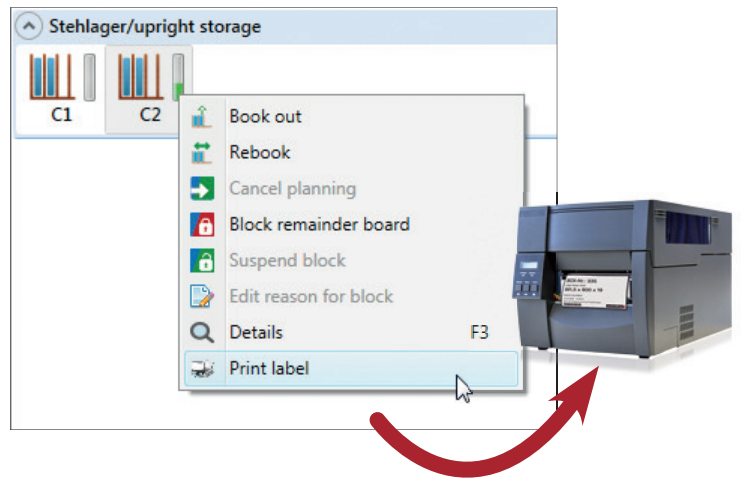 Stehlager/upright storage
C1
C2
Book out
Rebook
Cancel planning
Block remainder board
Suspend block
Edit reason for block
Details F3
Print label